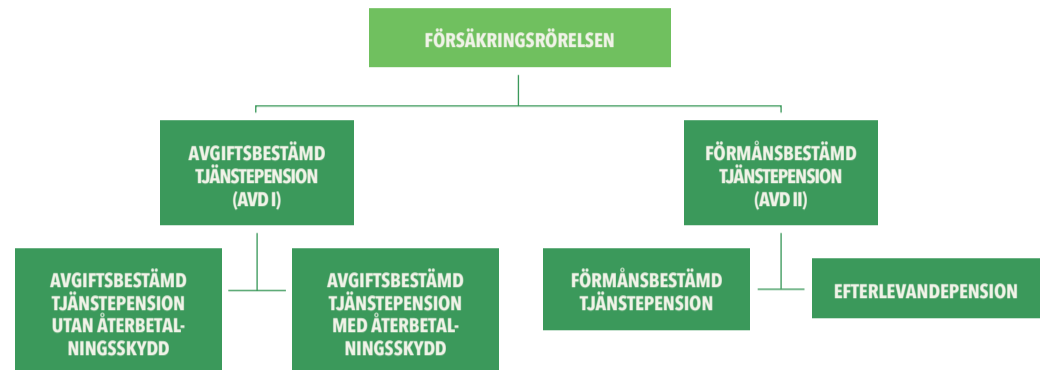 FÖRSÄKRINGSRÖRELSEN
AVGIFTSBESTÄMD
TJÄNSTEPENSION
(AVD I)
FÖRMÅNSBESTÄMD
TJÄNSTEPENSION
(AVD II)
AVGIFTSBESTÄMD
TJÄNSTEPENSION
UTAN ÅTERBETAL-
NINGSSKYDD
AVGIFTSBESTÄMD
TJÄNSTEPENSION
MED ÅTERBETAL-
NINGSSKYDD
FÖRMÅNSBESTÄMD
TJÄNSTEPENSION
EFTERLEVANDEPENSION